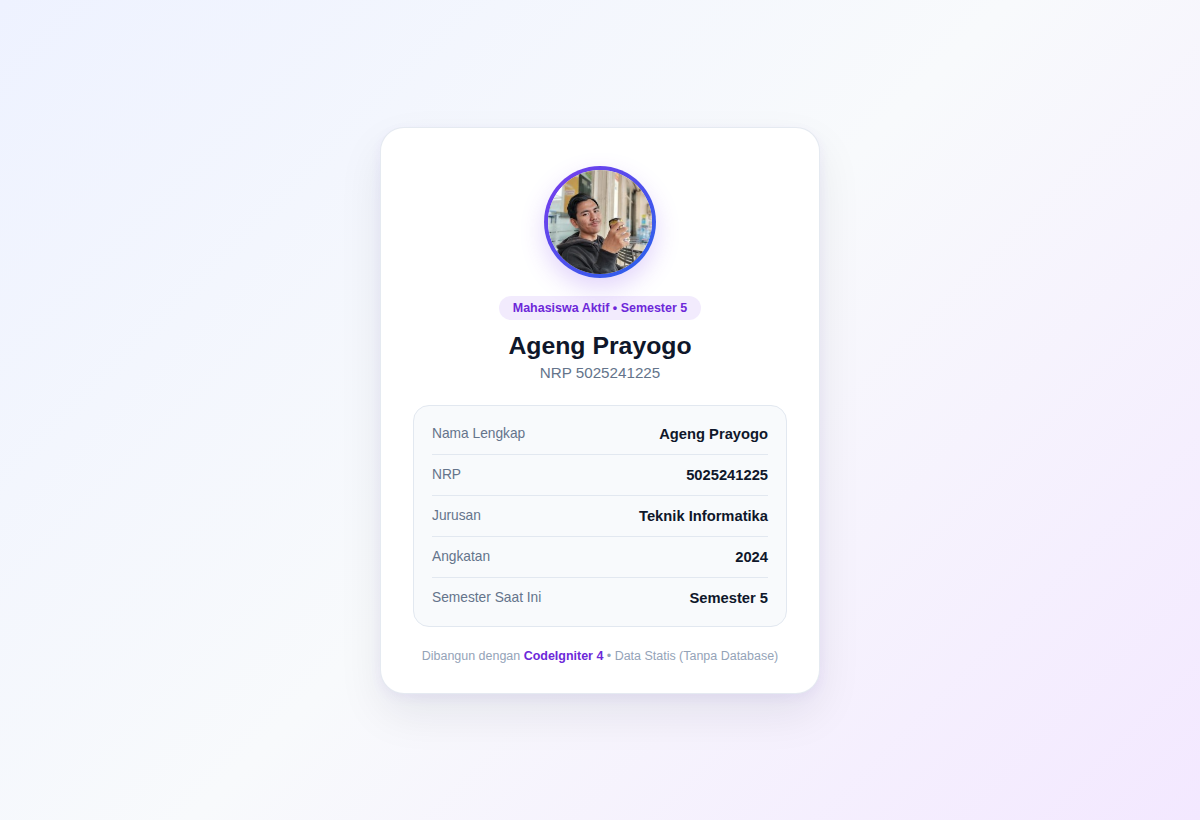 Mahasiswa Aktif • Semester 5
Ageng Prayogo
NRP 5025241225
Nama Lengkap Ageng Prayogo
NRP 5025241225
Jurusan Teknik Informatika
Angkatan 2024
Semester Saat Ini Semester 5
Dibangun dengan CodeIgniter 4 • Data Statis (Tanpa Database)